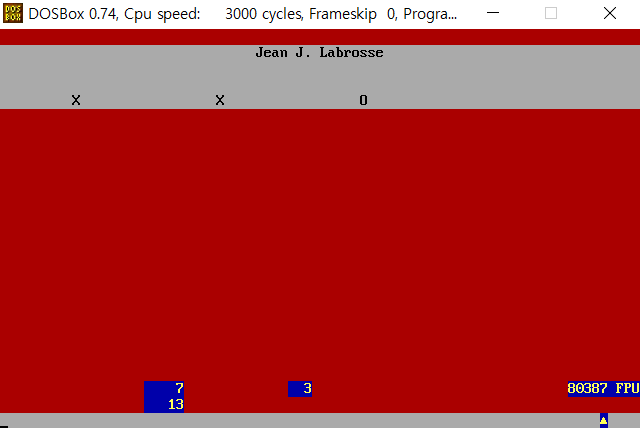 DOSBox 0.74, Cpu speed: 3000 cycles, Frameskip 0, Progra...
Jean J. Labrosse
X X O
7 3 80387 FPU
13